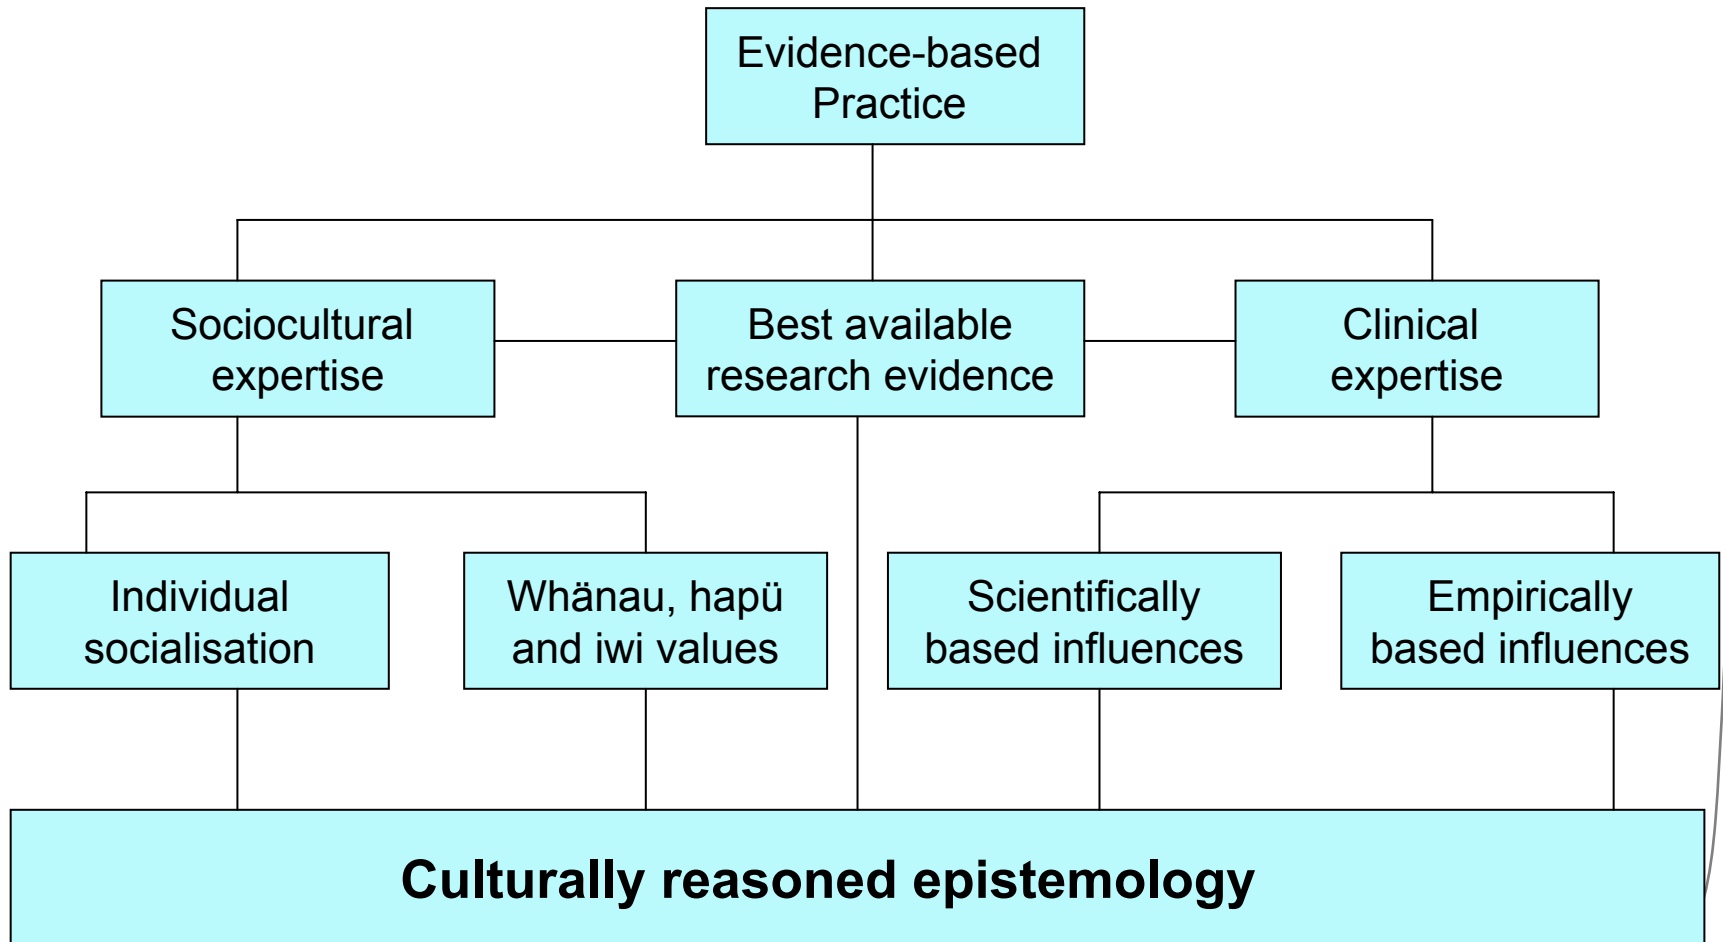 Evidence-based
Practice
Sociocultural
expertise
Best available
research evidence
Clinical
expertise
Individual
socialisation
Whänau, hapü
and iwi values
Scientifically
based influences
Empirically
based influences
Culturally reasoned epistemology